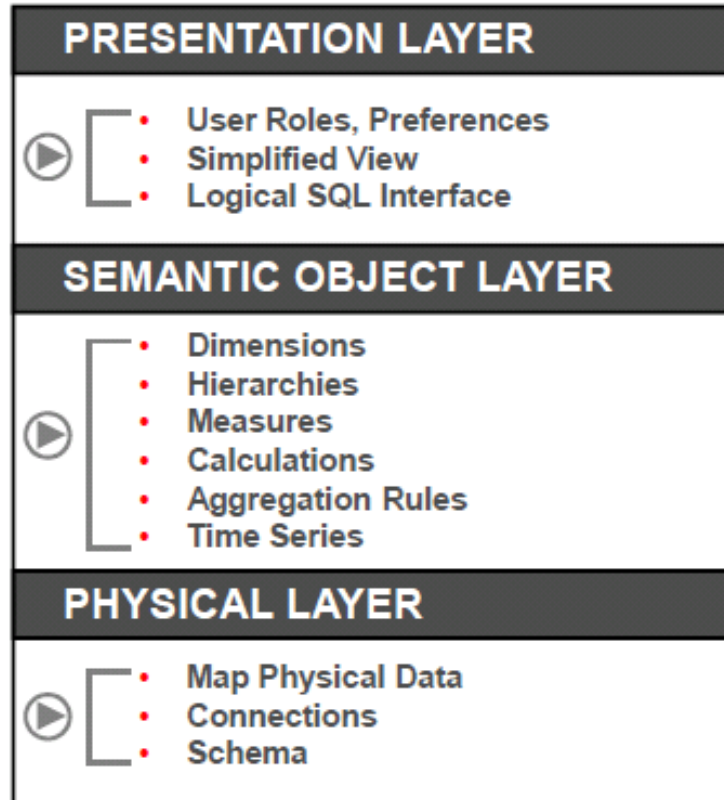 PRESENTATION LAYER
• User Roles, Preferences
• Simplified View
• Logical SQL Interface
SEMANTIC OBJECT LAYER
• Dimensions
• Hierarchies
• Measures
• Calculations
• Aggregation Rules
• Time Series
PHYSICAL LAYER
• Map Physical Data
• Connections
• Schema